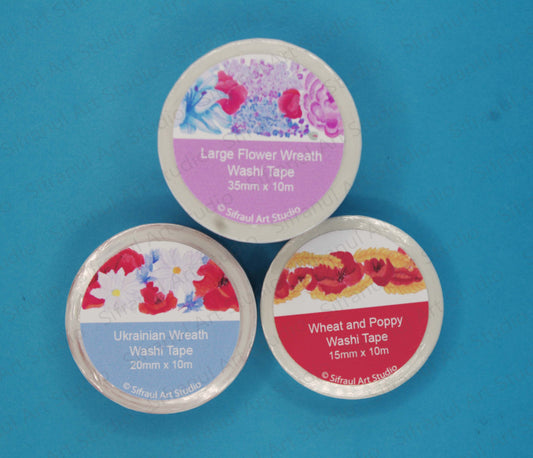 Large Flower Wreath
Washi Tape
35mm x 10m
© Sifraul Art Studio
Ukrainian Wreath
Washi Tape
20mm x 10m
© Sifraul Art Studio
Wheat and Poppy
Washi Tape
15mm x 10m
© Sifraul Art Studio